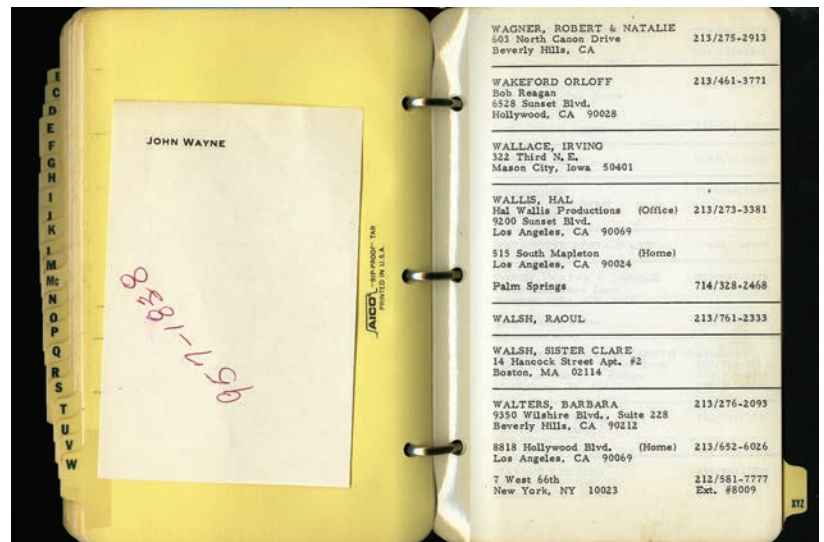 E
C
D
E
F
G
H
I
J
K
M
Mc
N
O
P
Q
R
S
T
U
V
W
JOHN WAYNE
AICO "RIP-PROOF" TAB
PRINTED IN U.S.A.
WAGNER, ROBERT & NATALIE
603 North Canon Drive 213/275-2913
Beverly Hills, CA
WAKEFORD ORLOFF 213/461-3771
Bob Reagan
6528 Sunset Blvd.
Hollywood, CA 90028
WALLACE, IRVING
322 Third N.E.
Mason City, Iowa 50401
WALLIS, HAL
Hal Wallis Productions (Office) 213/273-3381
9200 Sunset Blvd.
Los Angeles, CA 90069
515 South Mapleton (Home)
Los Angeles, CA 90024
Palm Springs 714/328-2468
WALSH, RAOUL 213/761-2333
WALSH, SISTER CLARE
14 Hancock Street Apt. #2
Boston, MA 02114
WALTERS, BARBARA 213/276-2093
9350 Wilshire Blvd., Suite 228
Beverly Hills, CA 90212
8818 Hollywood Blvd. (Home) 213/652-6026
Los Angeles, CA 90069
7 West 66th 212/581-7777
New York, NY 10023 Ext. #8009
XYZ